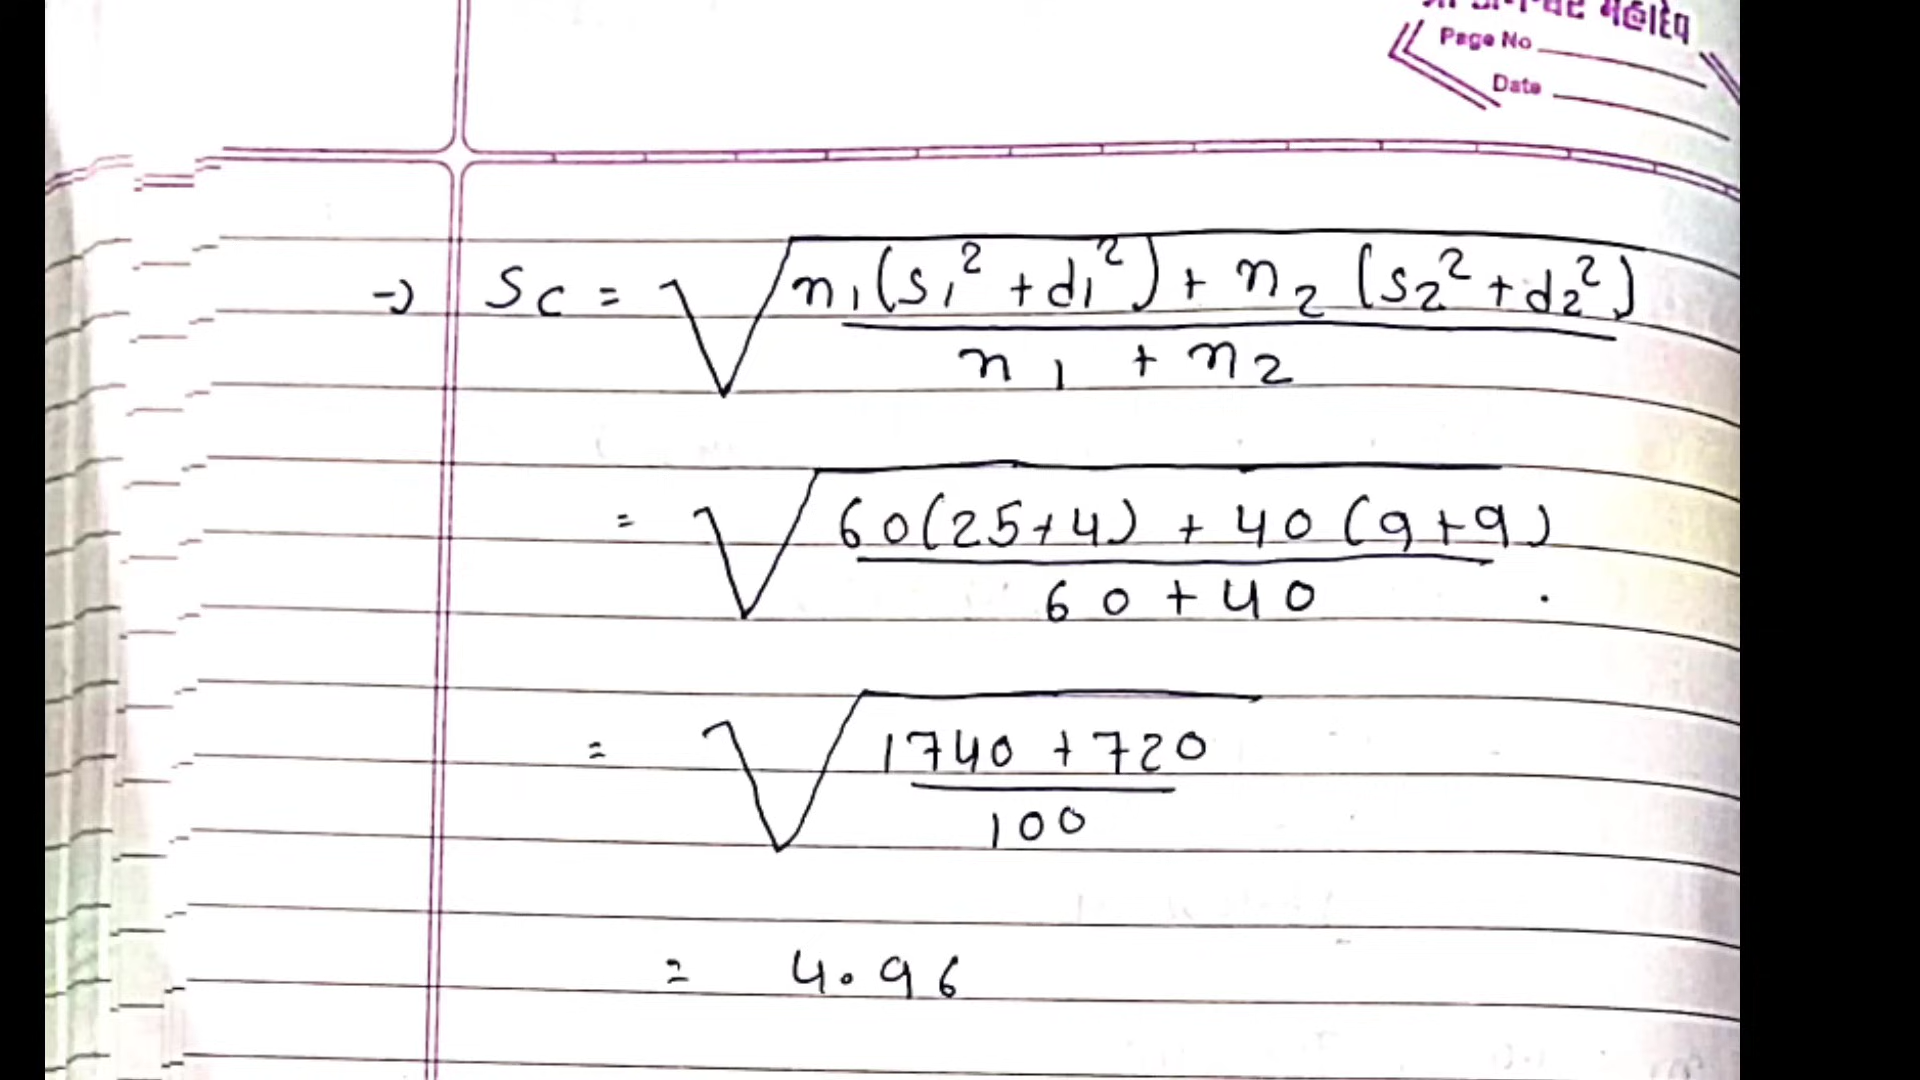 महादेव
Page No
Date
→ Sc = √(n₁(s₁² + d₁²) + n₂ (s₂² + d₂²) / n₁ + n₂)
= √(60(25+4) + 40 (9+9) / 60 + 40)
= √(1740 + 720 / 100)
= 4.96